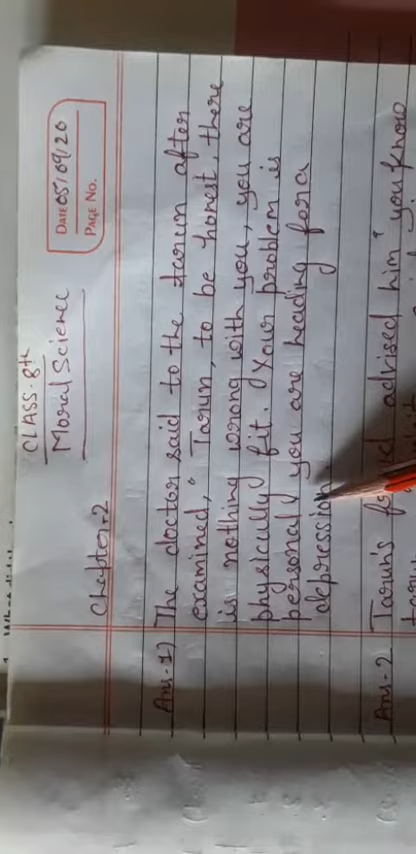 CLASS. 8th
Moral Science
DATE 05/09/20
PAGE No.
Chapter-2
Ans-1) The doctor said to the tarun after
examined, "Tarun, to be honest, there
is nothing wrong with you, you are
physically fit. Your problem is
personal, you are heading for a
depression
Ans-2 Tarun's advised him "you know